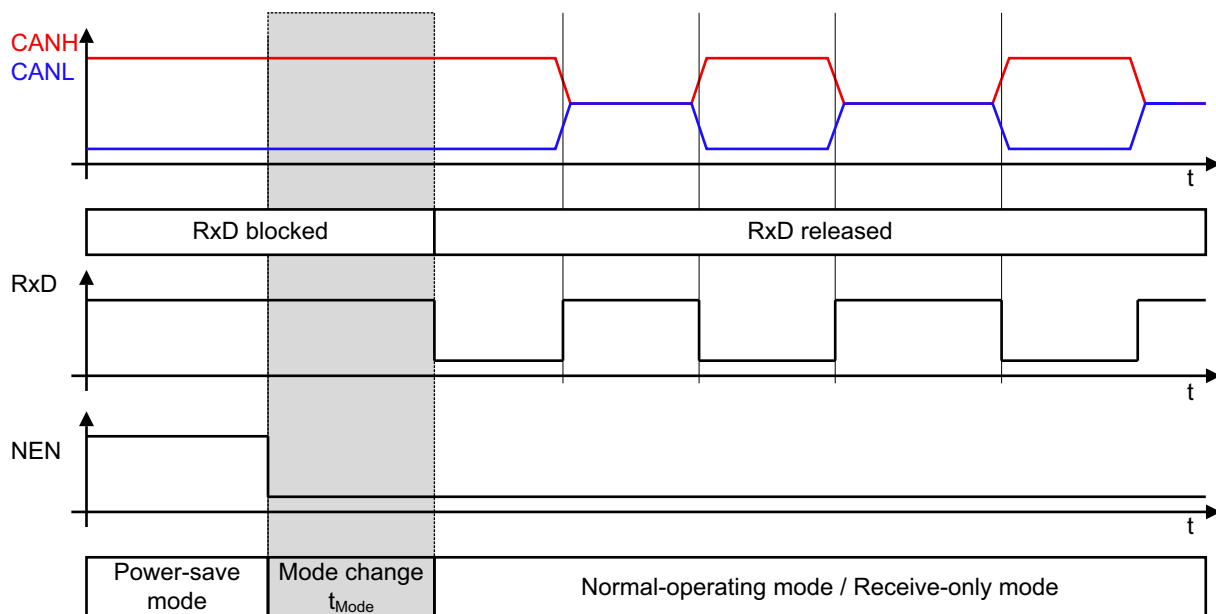 CANH
CANL
t
RxD blocked
RxD released
RxD
t
NEN
t
Power-save
mode
Mode change
tMode
Normal-operating mode / Receive-only mode